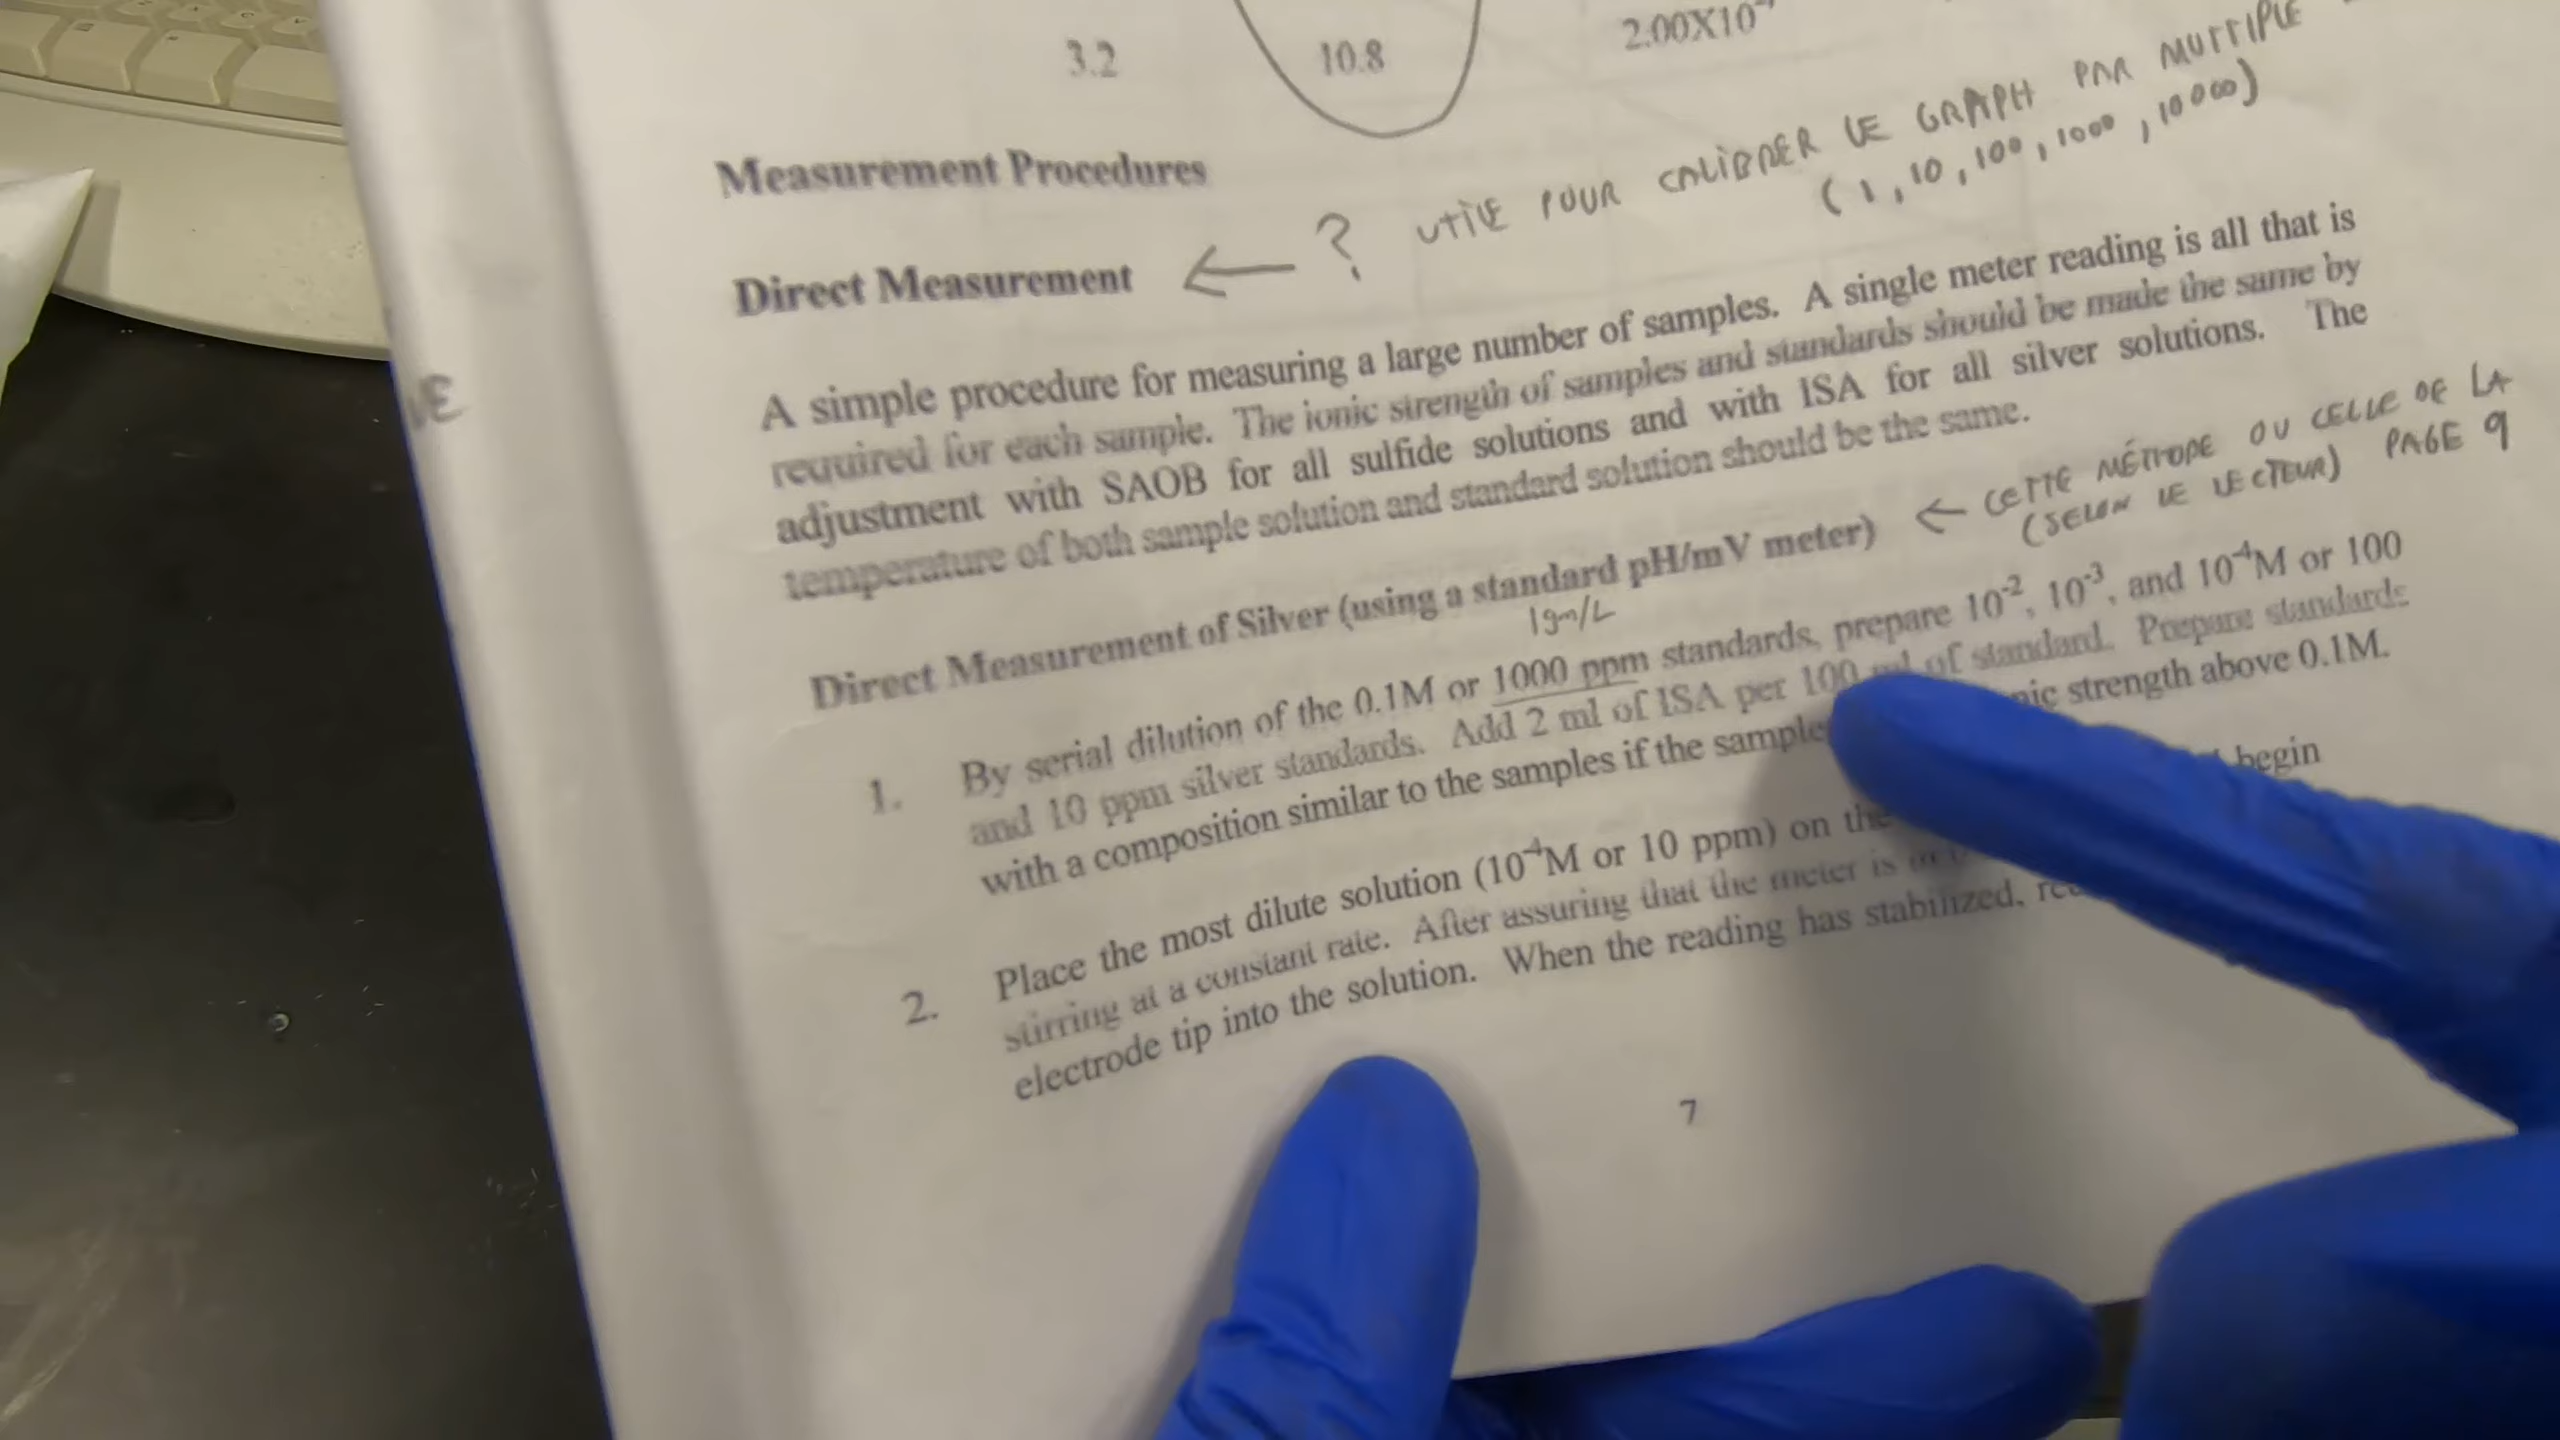 3.2 10.8 2.00X10
Measurement Procedures
UTILE POUR CALIBRER LE GRAPH PAR MULTIPLE
(1, 10, 100, 1000, 10000)
Direct Measurement ← ?
A simple procedure for measuring a large number of samples. A single meter reading is all that is
required for each sample. The ionic strength of samples and standards should be made the same by
adjustment with SAOB for all sulfide solutions and with ISA for all silver solutions. The
temperature of both sample solution and standard solution should be the same.
← CETTE MÉTHODE OU CELLE DE LA
(SELON LE LECTEUR) PAGE 9
Direct Measurement of Silver (using a standard pH/mV meter)
1gm/L
1. By serial dilution of the 0.1M or 1000 ppm standards, prepare 10⁻², 10⁻³, and 10⁻⁴M or 100
and 10 ppm silver standards. Add 2 ml of ISA per 100 ml of standard. Prepare standards
with a composition similar to the samples if the strength above 0.1M.
2. Place the most dilute solution (10⁻⁴M or 10 ppm) on the begin
stirring at a constant rate. After assuring that the meter is in
electrode tip into the solution. When the reading has stabilized,
7